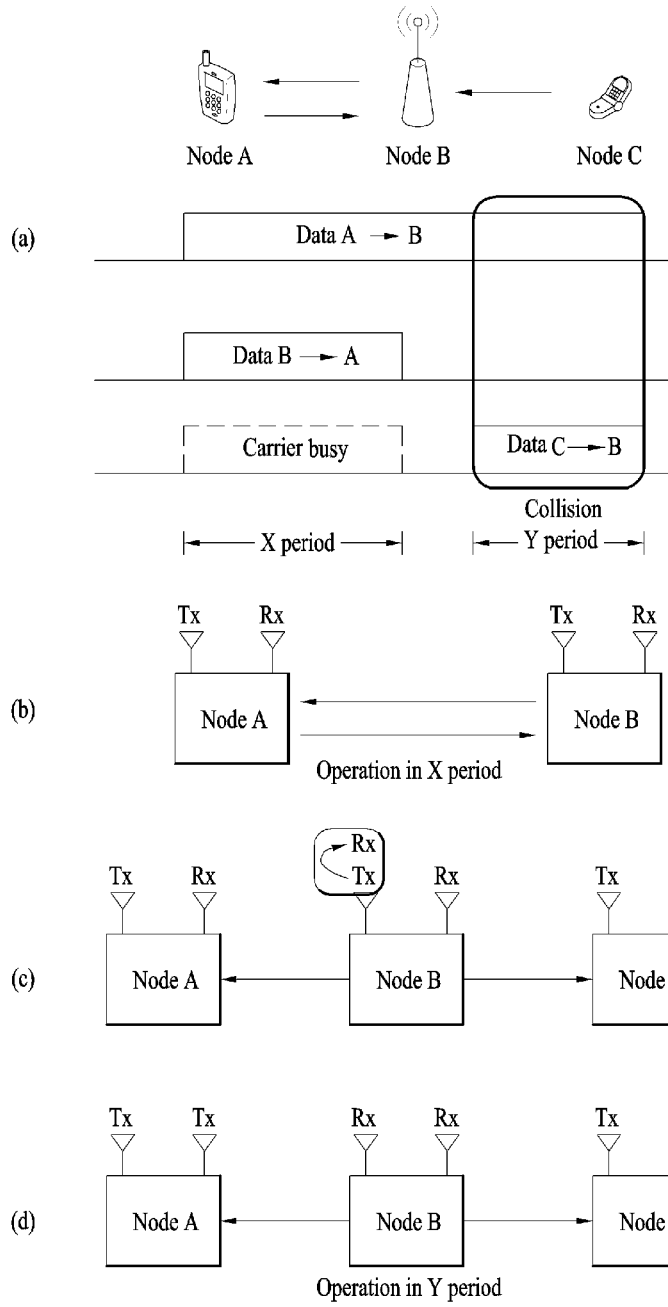 Node A Node B Node C
(a)
Data A → B
Data B → A
Carrier busy Data C → B
Collision
X period Y period
Tx Rx Tx Rx
(b)
Node A Node B
Operation in X period
Rx
Tx Rx Tx Rx Tx
(c)
Node A Node B Node
Tx Tx Rx Rx Tx
(d)
Node A Node B Node
Operation in Y period